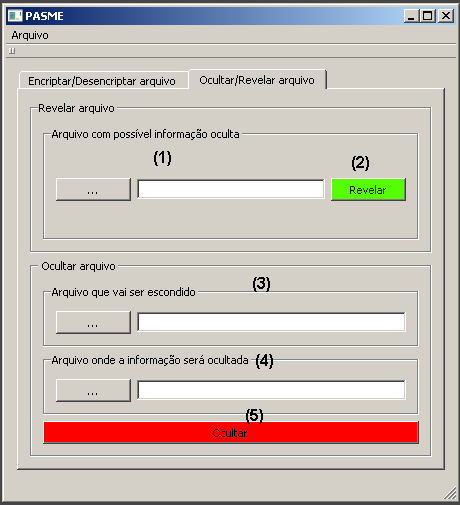 PASME
Arquivo
Encriptar/Desencriptar arquivo
Ocultar/Revelar arquivo
Revelar arquivo
Arquivo com possível informação oculta
(1)
(2)
...
Revelar
Ocultar arquivo
(3)
Arquivo que vai ser escondido
...
Arquivo onde a informação será ocultada
(4)
...
(5)
Ocultar